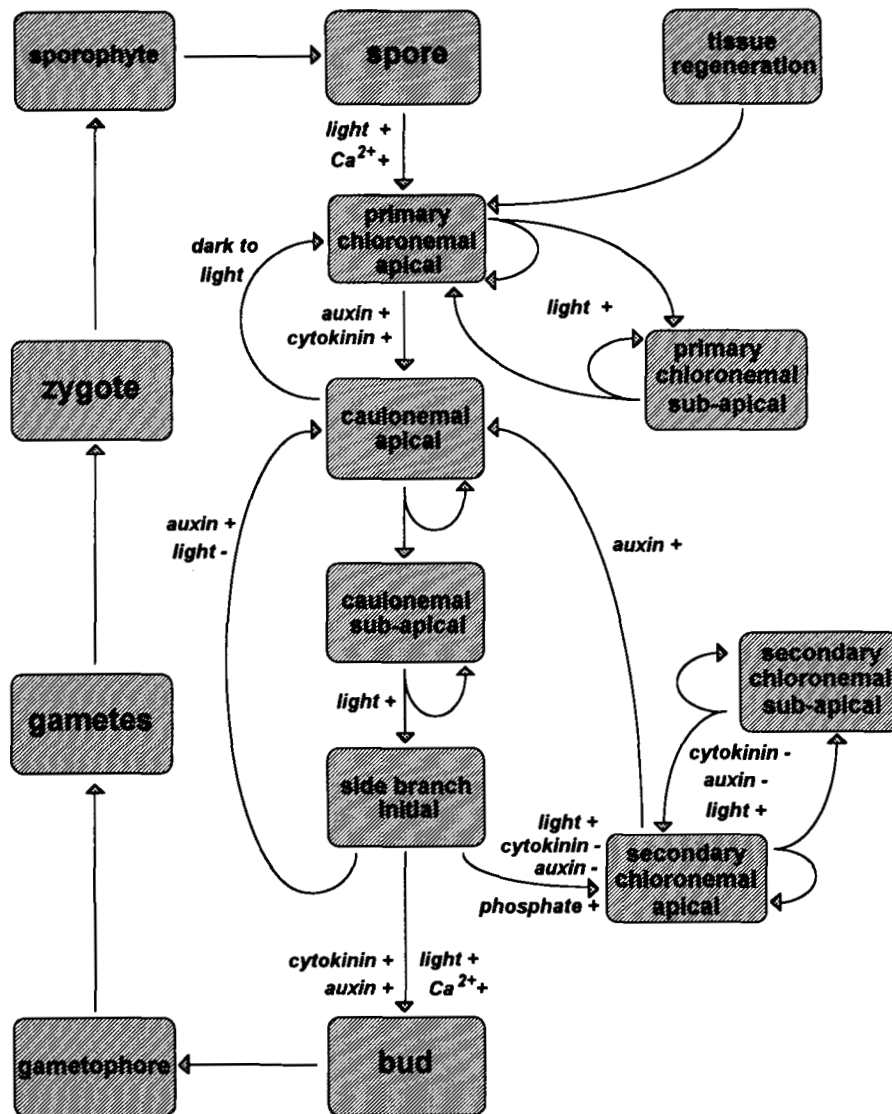 sporophyte
spore
tissue
regeneration
light +
Ca2+ +
primary
chloronemal
apical
dark to
light
light +
auxin +
cytokinin +
primary
chloronemal
sub-apical
zygote
caulonemal
apical
auxin +
light -
auxin +
caulonemal
sub-apical
secondary
chloronemal
sub-apical
gametes
light +
cytokinin -
auxin -
light +
side branch
initial
light +
cytokinin -
auxin -
phosphate +
secondary
chloronemal
apical
cytokinin +
auxin +
light +
Ca2+ +
gametophore
bud